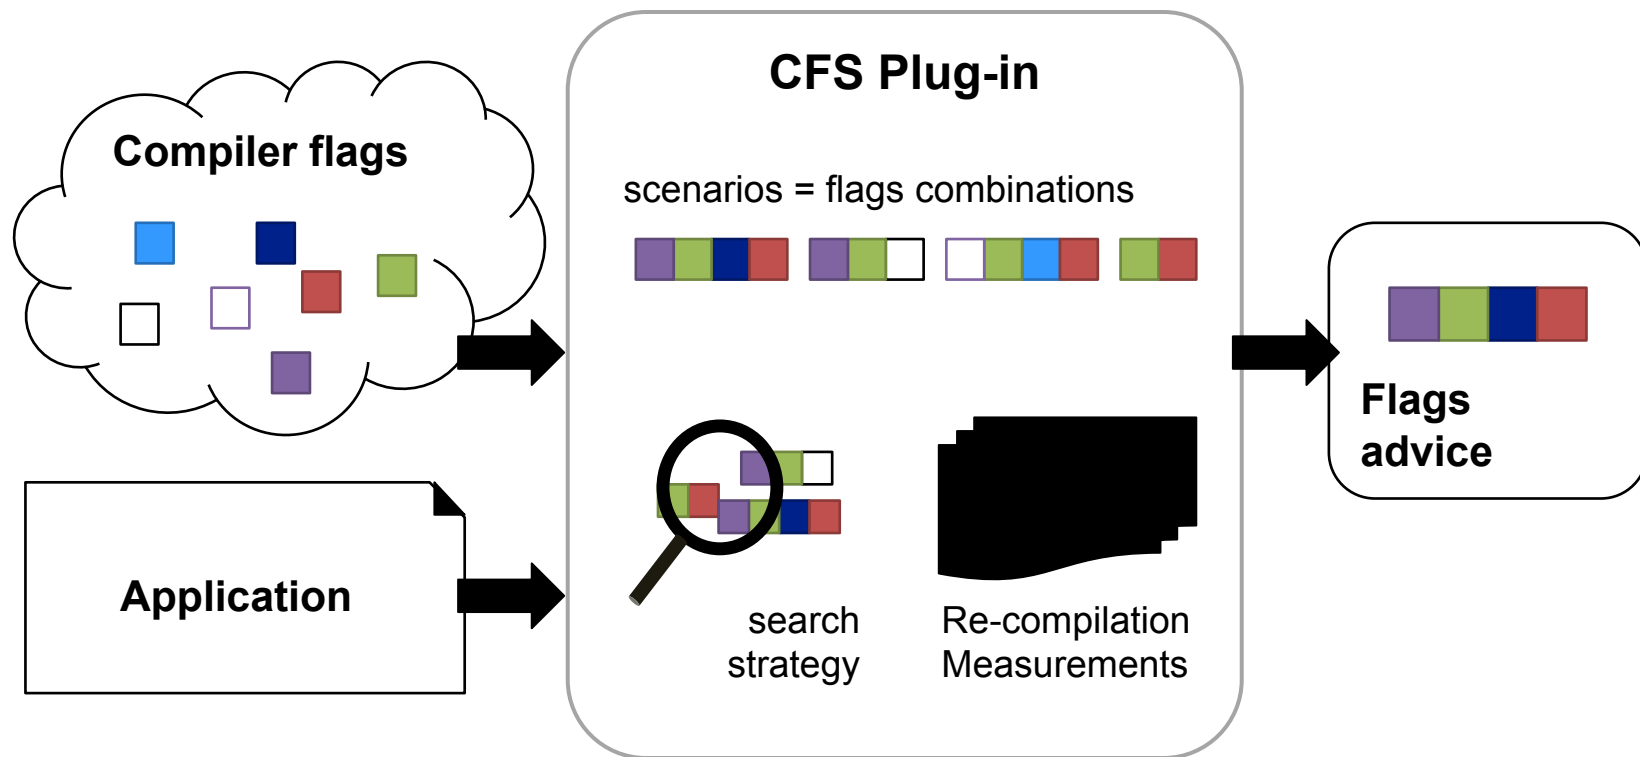 CFS Plug-in
Compiler flags
scenarios = flags combinations
Flags
advice
Application
search
strategy
Re-compilation
Measurements